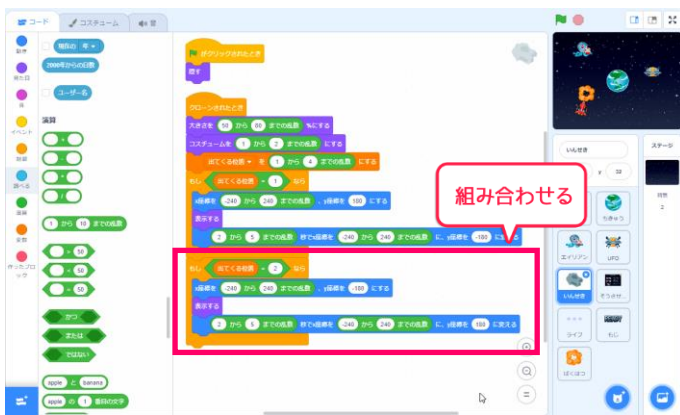 コード コスチューム 音
動き
見た目
音
イベント
制御
調べる
演算
変数
作ったブロック
現在の 年
2000年からの日数
ユーザー名
演算
+
-
*
/
1 から 10 までの乱数
> 50
< 50
= 50
かつ
または
ではない
apple と banana
apple の 1 番目の文字
がクリックされたとき
隠す
クローンされたとき
大きさを 50 から 80 までの乱数 %にする
コスチュームを 1 から 2 までの乱数 にする
出てくる位置 を 1 から 4 までの乱数 にする
もし 出てくる位置 = 1 なら
x座標を -240 から 240 までの乱数 、y座標を 180 にする
表示する
2 から 5 までの乱数 秒でx座標を -240 から 240 までの乱数 に、y座標を -180 に変える
もし 出てくる位置 = 2 なら
x座標を -240 から 240 までの乱数 、y座標を -180 にする
表示する
2 から 5 までの乱数 秒でx座標を -240 から 240 までの乱数 に、y座標を 180 に変える
組み合わせる
いんせき
y
ステージ
背景
2
ちきゅう
エイリアン
UFO
いんせき
ライフ
もじ
ばくはつ